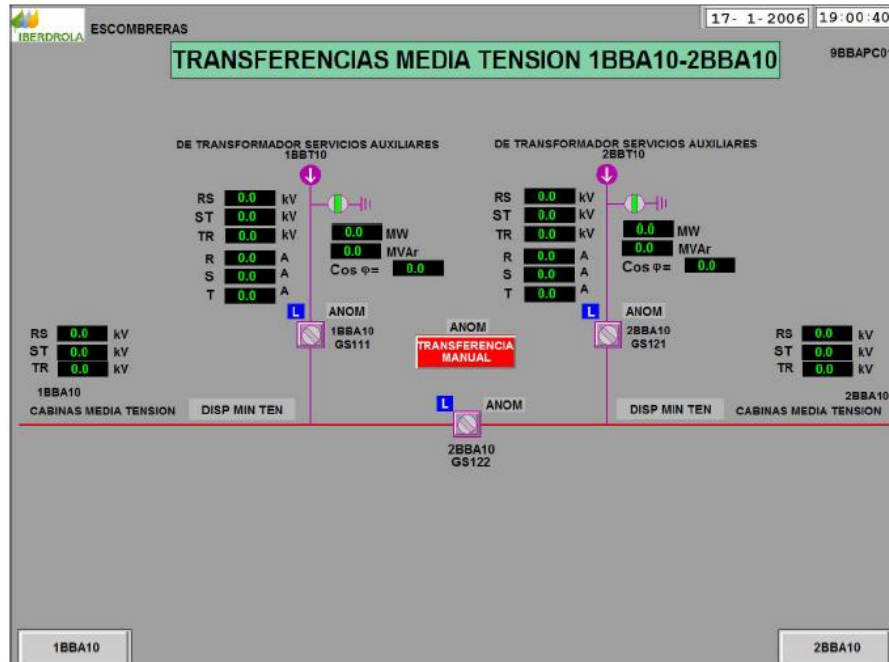 17- 1-2006 19:00:40
IBERDROLA ESCOMBRERAS
TRANSFERENCIAS MEDIA TENSION 1BBA10-2BBA10
DE TRANSFORMADOR SERVICIOS AUXILIARES
1BBT10
RS 0.0 kV
ST 0.0 kV
TR 0.0 kV
R 0.0 A
S 0.0 A
T 0.0 A
0.0 MW
0.0 MVAr
Cos φ= 0.0
L ANOM
1BBA10
GS111
DE TRANSFORMADOR SERVICIOS AUXILIARES
2BBT10
RS 0.0 kV
ST 0.0 kV
TR 0.0 kV
R 0.0 A
S 0.0 A
T 0.0 A
0.0 MW
0.0 MVAr
Cos φ= 0.0
L ANOM
2BBA10
GS121
ANOM
TRANSFERENCIA
MANUAL
RS 0.0 kV
ST 0.0 kV
TR 0.0 kV
1BBA10
CABINAS MEDIA TENSION
DISP MIN TEN
L ANOM
2BBA10
GS122
RS 0.0 kV
ST 0.0 kV
TR 0.0 kV
2BBA10
DISP MIN TEN
CABINAS MEDIA TENSION
1BBA10
2BBA10